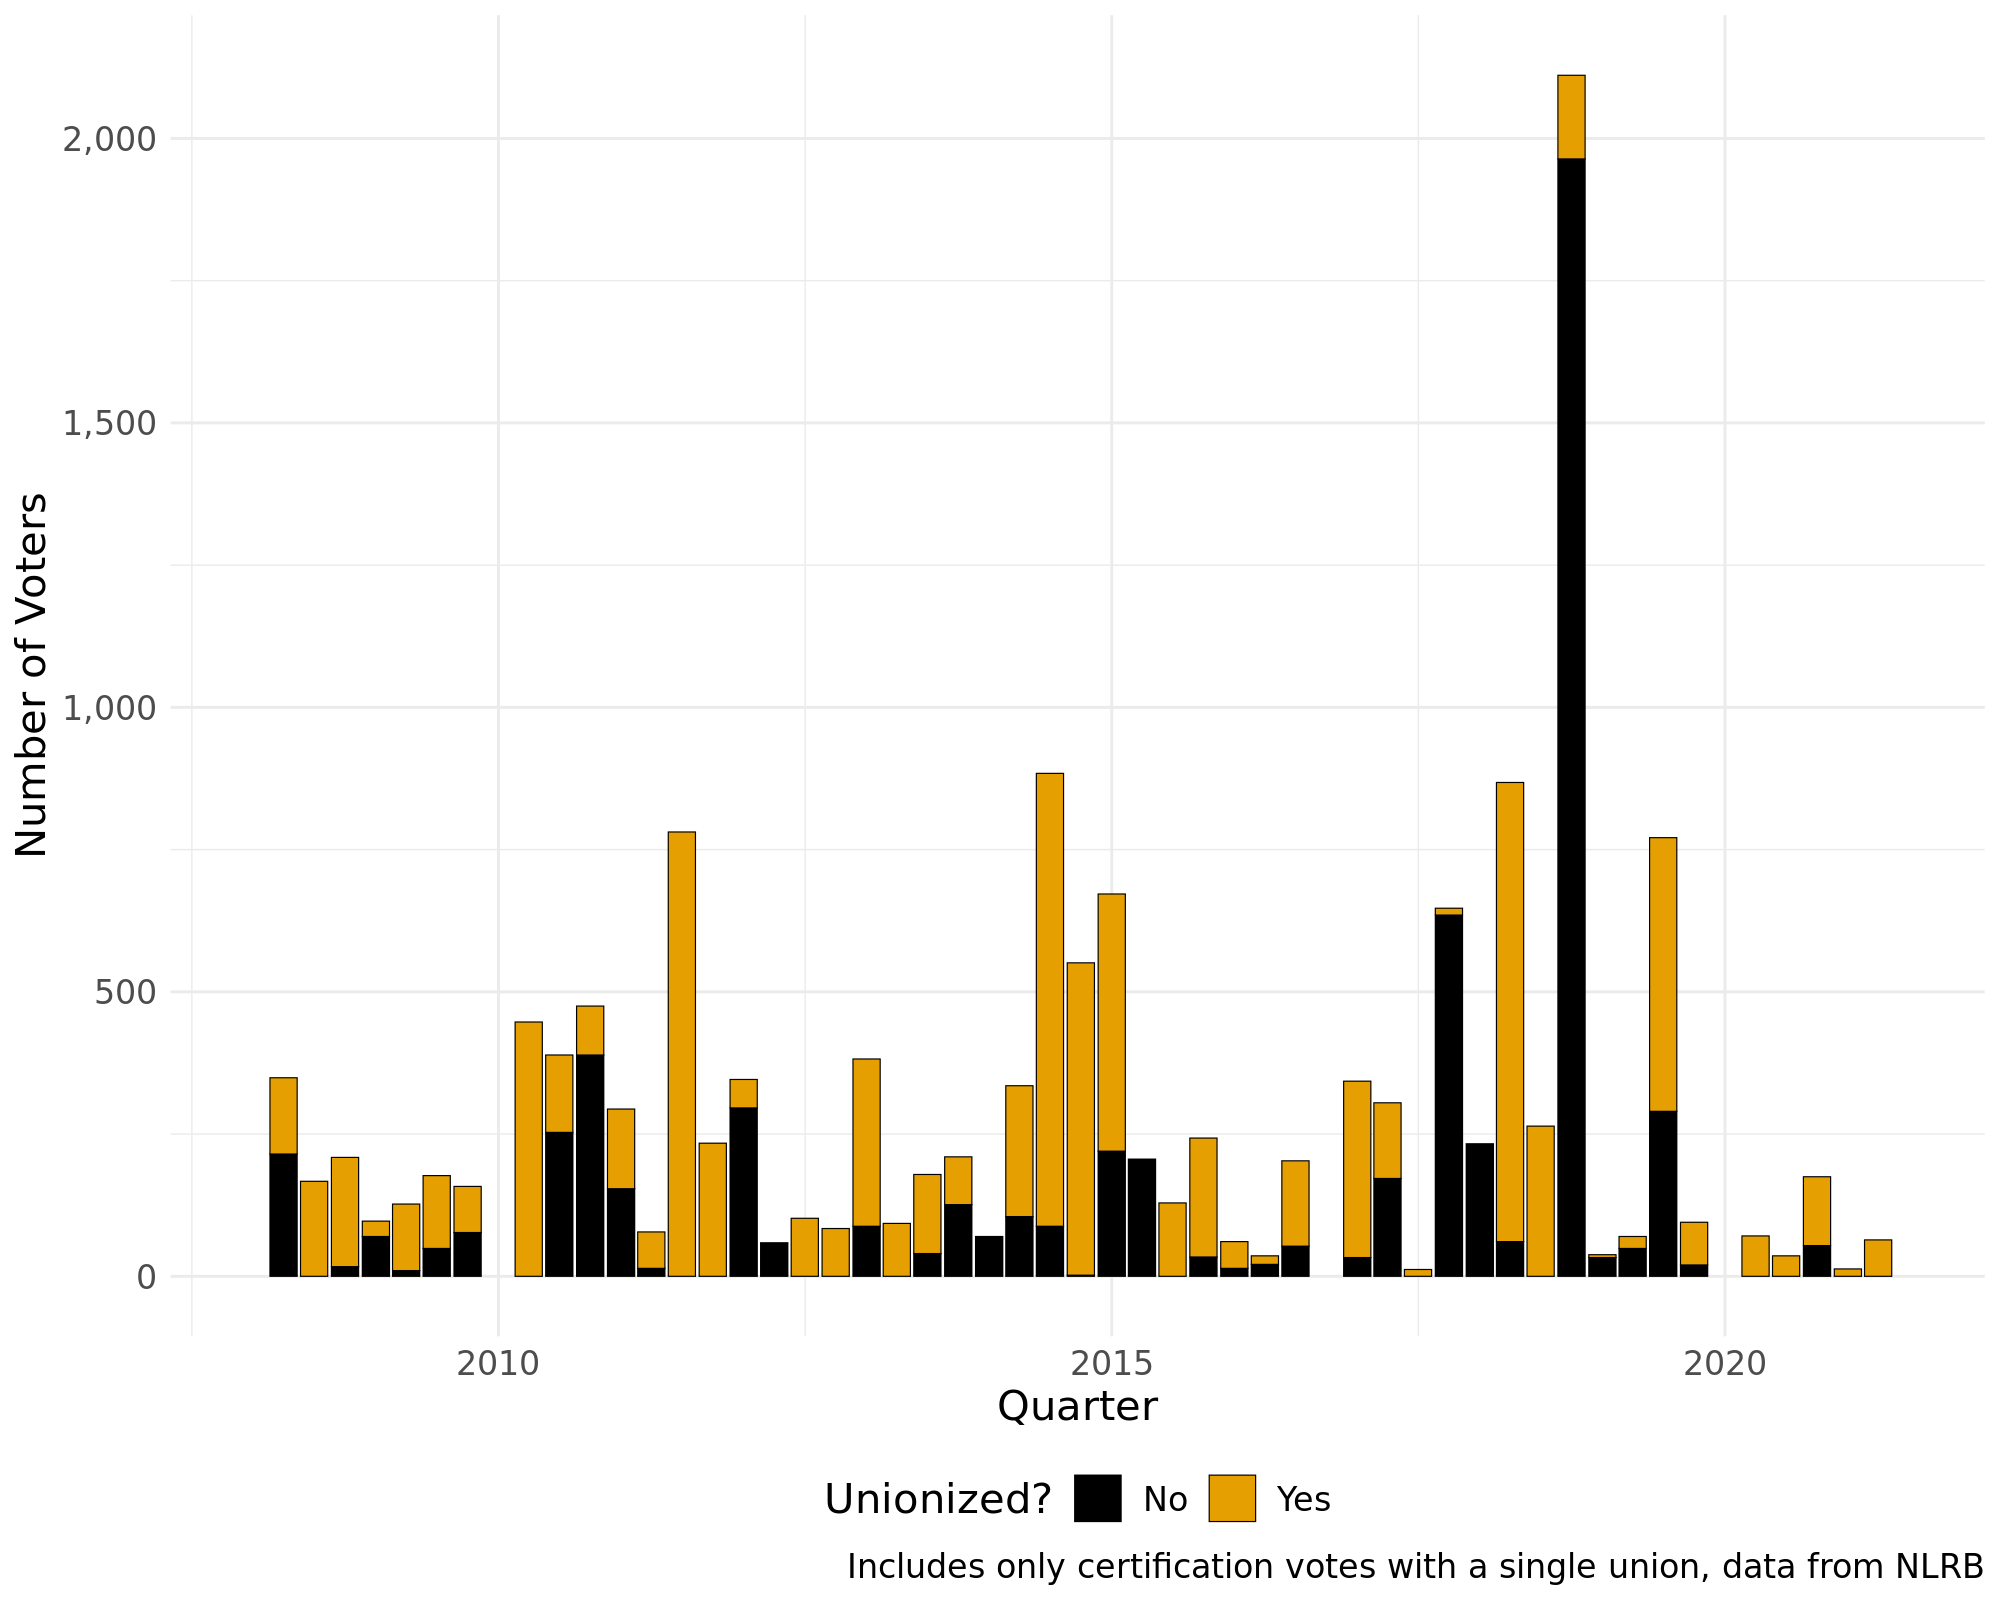 2,000
1,500
1,000
500
0
Number of Voters
2010 2015 2020
Quarter
Unionized? No Yes
Includes only certification votes with a single union, data from NLRB